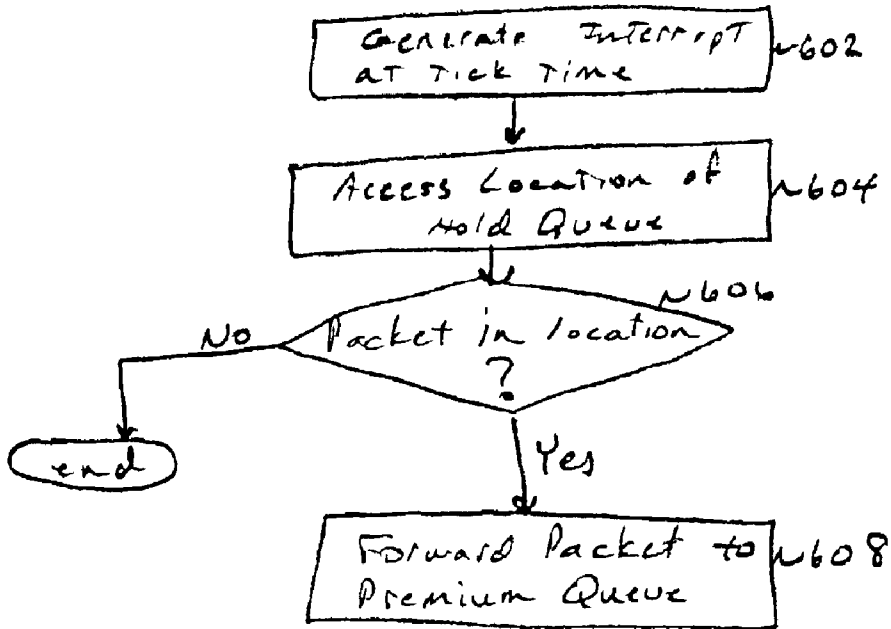 Generate Interrupt ~602
at Tick Time
Access Location of ~604
Hold Queue
~606
No
Packet in location
?
end
Yes
Forward Packet to ~608
Premium Queue